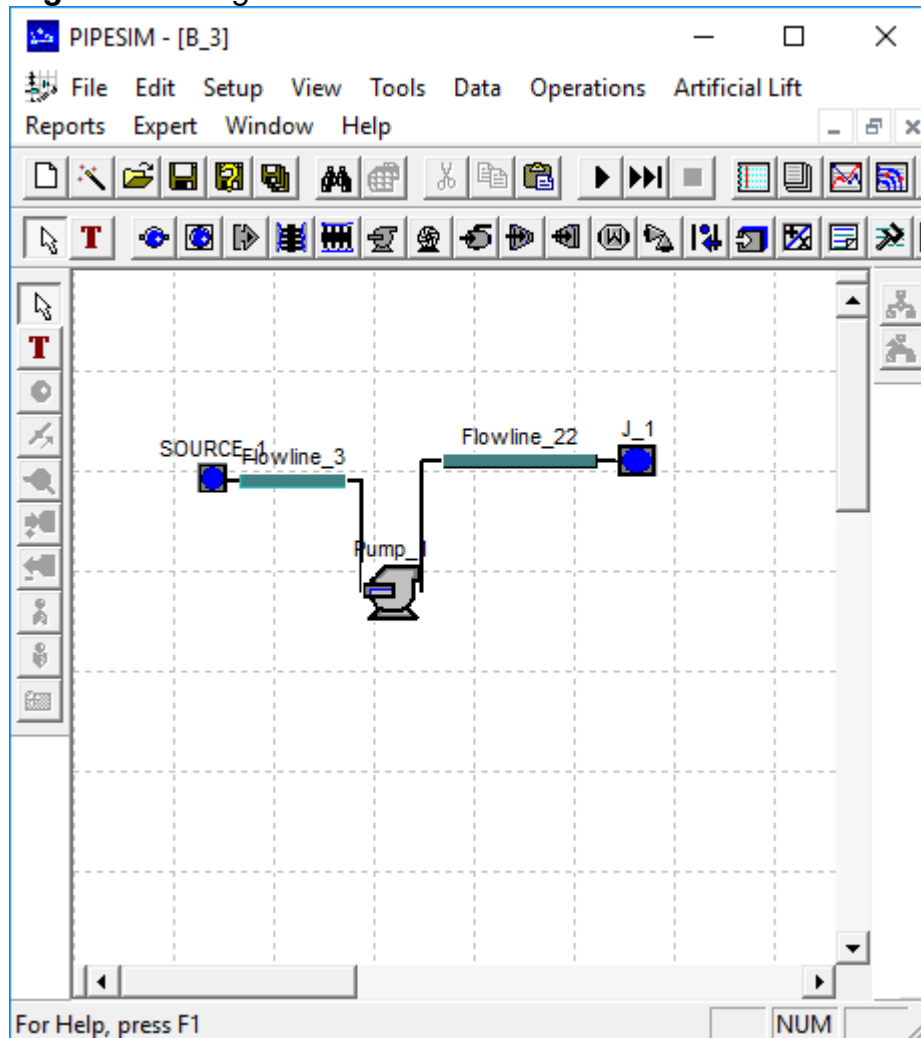 PIPESIM - [B_3]
File Edit Setup View Tools Data Operations Artificial Lift
Reports Expert Window Help
T
T
SOURCE_1
Flowline_3
Flowline_22
J_1
Pump_1
For Help, press F1
NUM